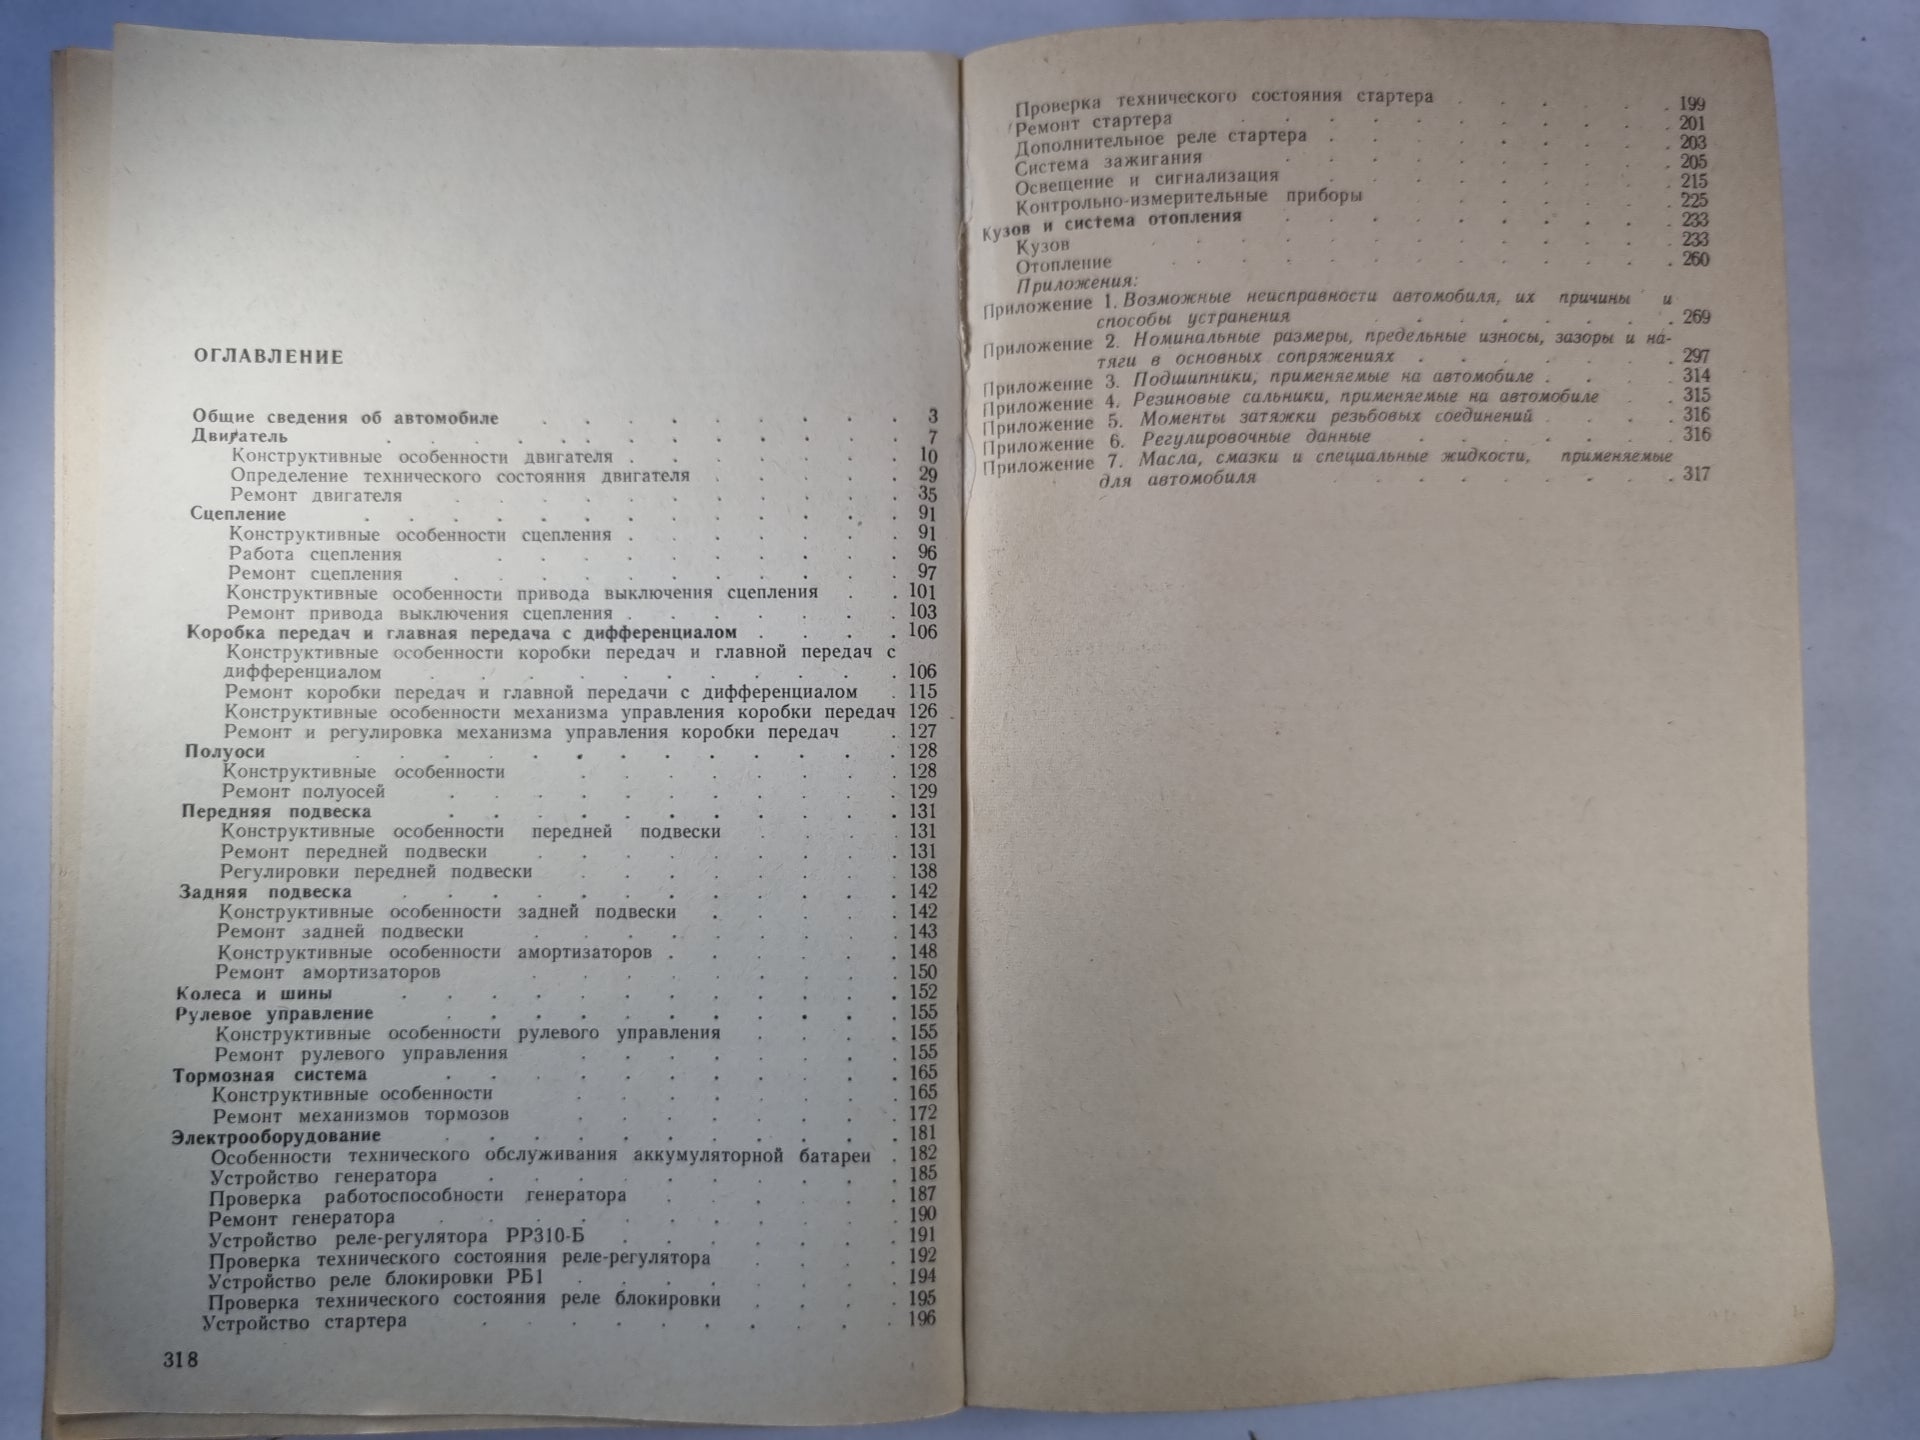 ОГЛАВЛЕНИЕ
Общие сведения об автомобиле . . . . . . . . . 3
Двигатель . . . . . . . . . . . . 7
Конструктивные особенности двигателя . . . . . . . 10
Определение технического состояния двигателя . . . . . 29
Ремонт двигателя . . . . . . . . . . . 35
Сцепление . . . . . . . . . . . . . 91
Конструктивные особенности сцепления . . . . . . . 91
Работа сцепления . . . . . . . . . . 96
Ремонт сцепления . . . . . . . . . . . 97
Конструктивные особенности привода выключения сцепления . . 101
Ремонт привода выключения сцепления . . . . . . . 103
Коробка передач и главная передача с дифференциалом . . . . 106
Конструктивные особенности коробки передач и главной передач с
дифференциалом . . . . . . . . . . . 106
Ремонт коробки передач и главной передачи с дифференциалом . 115
Конструктивные особенности механизма управления коробки передач 126
Ремонт и регулировка механизма управления коробки передач . 127
Полуоси . . . . . . . . . . . . . 128
Конструктивные особенности . . . . . . . . 128
Ремонт полуосей . . . . . . . . . . . 129
Передняя подвеска . . . . . . . . . . . 131
Конструктивные особенности передней подвески . . . . 131
Ремонт передней подвески . . . . . . . . . 131
Регулировки передней подвески . . . . . . . . 138
Задняя подвеска . . . . . . . . . . . . 142
Конструктивные особенности задней подвески . . . . . 142
Ремонт задней подвески . . . . . . . . . 143
Конструктивные особенности амортизаторов . . . . . . 148
Ремонт амортизаторов . . . . . . . . . 150
Колеса и шины . . . . . . . . . . . . 152
Рулевое управление . . . . . . . . . . . 155
Конструктивные особенности рулевого управления . . . . 155
Ремонт рулевого управления . . . . . . . . 155
Тормозная система . . . . . . . . . . . 165
Конструктивные особенности . . . . . . . . 165
Ремонт механизмов тормозов . . . . . . . . 172
Электрооборудование . . . . . . . . . . . 181
Особенности технического обслуживания аккумуляторной батареи . 182
Устройство генератора . . . . . . . . . . 185
Проверка работоспособности генератора . . . . . . 187
Ремонт генератора . . . . . . . . . . . 190
Устройство реле-регулятора РР310-Б . . . . . . . 191
Проверка технического состояния реле-регулятора . . . . 192
Устройство реле блокировки РБ1 . . . . . . . . 194
Проверка технического состояния реле блокировки . . . . 195
Устройство стартера . . . . . . . . . . 196
318
Проверка технического состояния стартера . . . . . . 199
Ремонт стартера . . . . . . . . . . . 201
Дополнительное реле стартера . . . . . . . . . 203
Система зажигания . . . . . . . . . . 205
Освещение и сигнализация . . . . . . . . . 215
Контрольно-измерительные приборы . . . . . . . 225
Кузов и система отопления . . . . . . . . . . 233
Кузов . . . . . . . . . . . . . 233
Отопление . . . . . . . . . . . . 260
Приложения:
Приложение 1. Возможные неисправности автомобиля, их причины и
способы устранения . . . . . . . . 269
Приложение 2. Номинальные размеры, предельные износы, зазоры и на-
тяги в основных сопряжениях . . . . . . . 297
Приложение 3. Подшипники, применяемые на автомобиле . . . . 314
Приложение 4. Резиновые сальники, применяемые на автомобиле . . 315
Приложение 5. Моменты затяжки резьбовых соединений . . . . 316
Приложение 6. Регулировочные данные . . . . . . . 316
Приложение 7. Масла, смазки и специальные жидкости, применяемые
для автомобиля . . . . . . . . 317